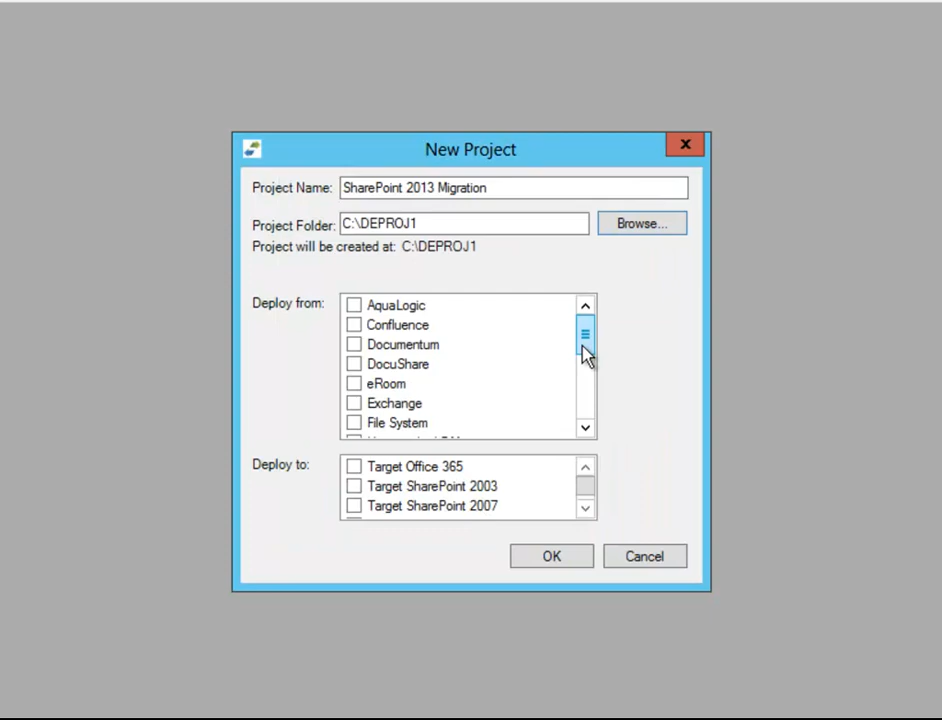 New Project
x
Project Name: SharePoint 2013 Migration
Project Folder: C:\DEPROJ1 Browse...
Project will be created at: C:\DEPROJ1
Deploy from: AquaLogic
Confluence
Documentum
DocuShare
eRoom
Exchange
File System
Deploy to: Target Office 365
Target SharePoint 2003
Target SharePoint 2007
OK Cancel